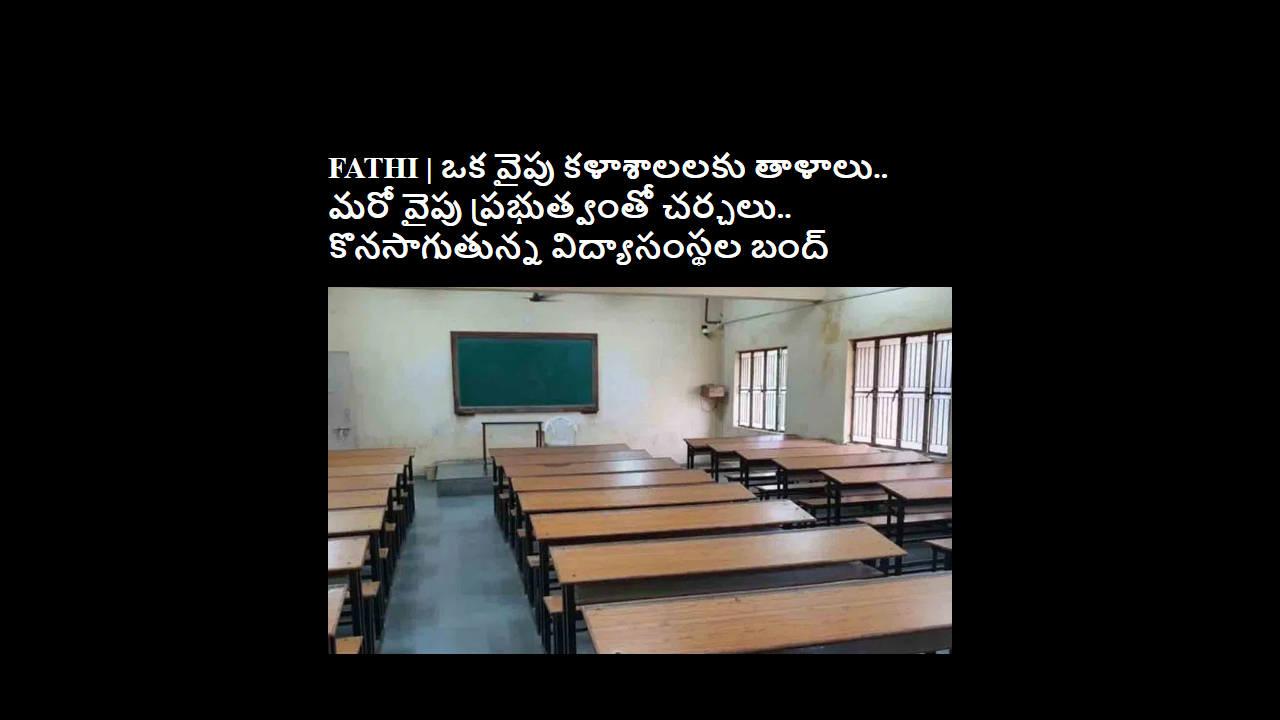 FATHI | ఒక వైపు కళాశాలలకు తాళాలు..
మరో వైపు ప్రభుత్వంతో చర్చలు..
కొనసాగుతున్న విద్యాసంస్థల బంద్